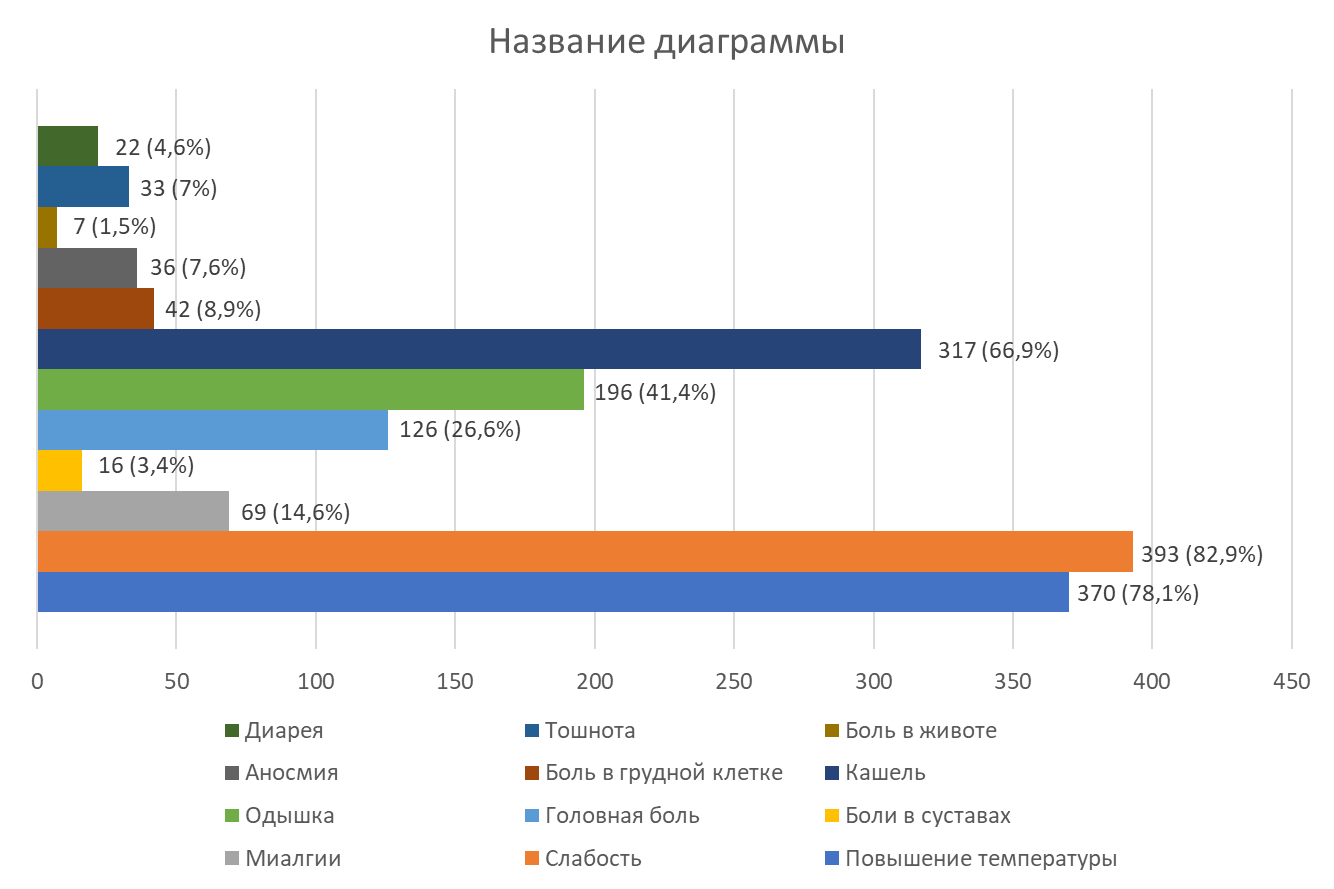 Название диаграммы
22 (4,6%)
33 (7%)
7 (1,5%)
36 (7,6%)
42 (8,9%)
317 (66,9%)
196 (41,4%)
126 (26,6%)
16 (3,4%)
69 (14,6%)
393 (82,9%)
370 (78,1%)
0 50 100 150 200 250 300 350 400 450
Диарея Тошнота Боль в животе
Аносмия Боль в грудной клетке Кашель
Одышка Головная боль Боли в суставах
Миалгии Слабость Повышение температуры